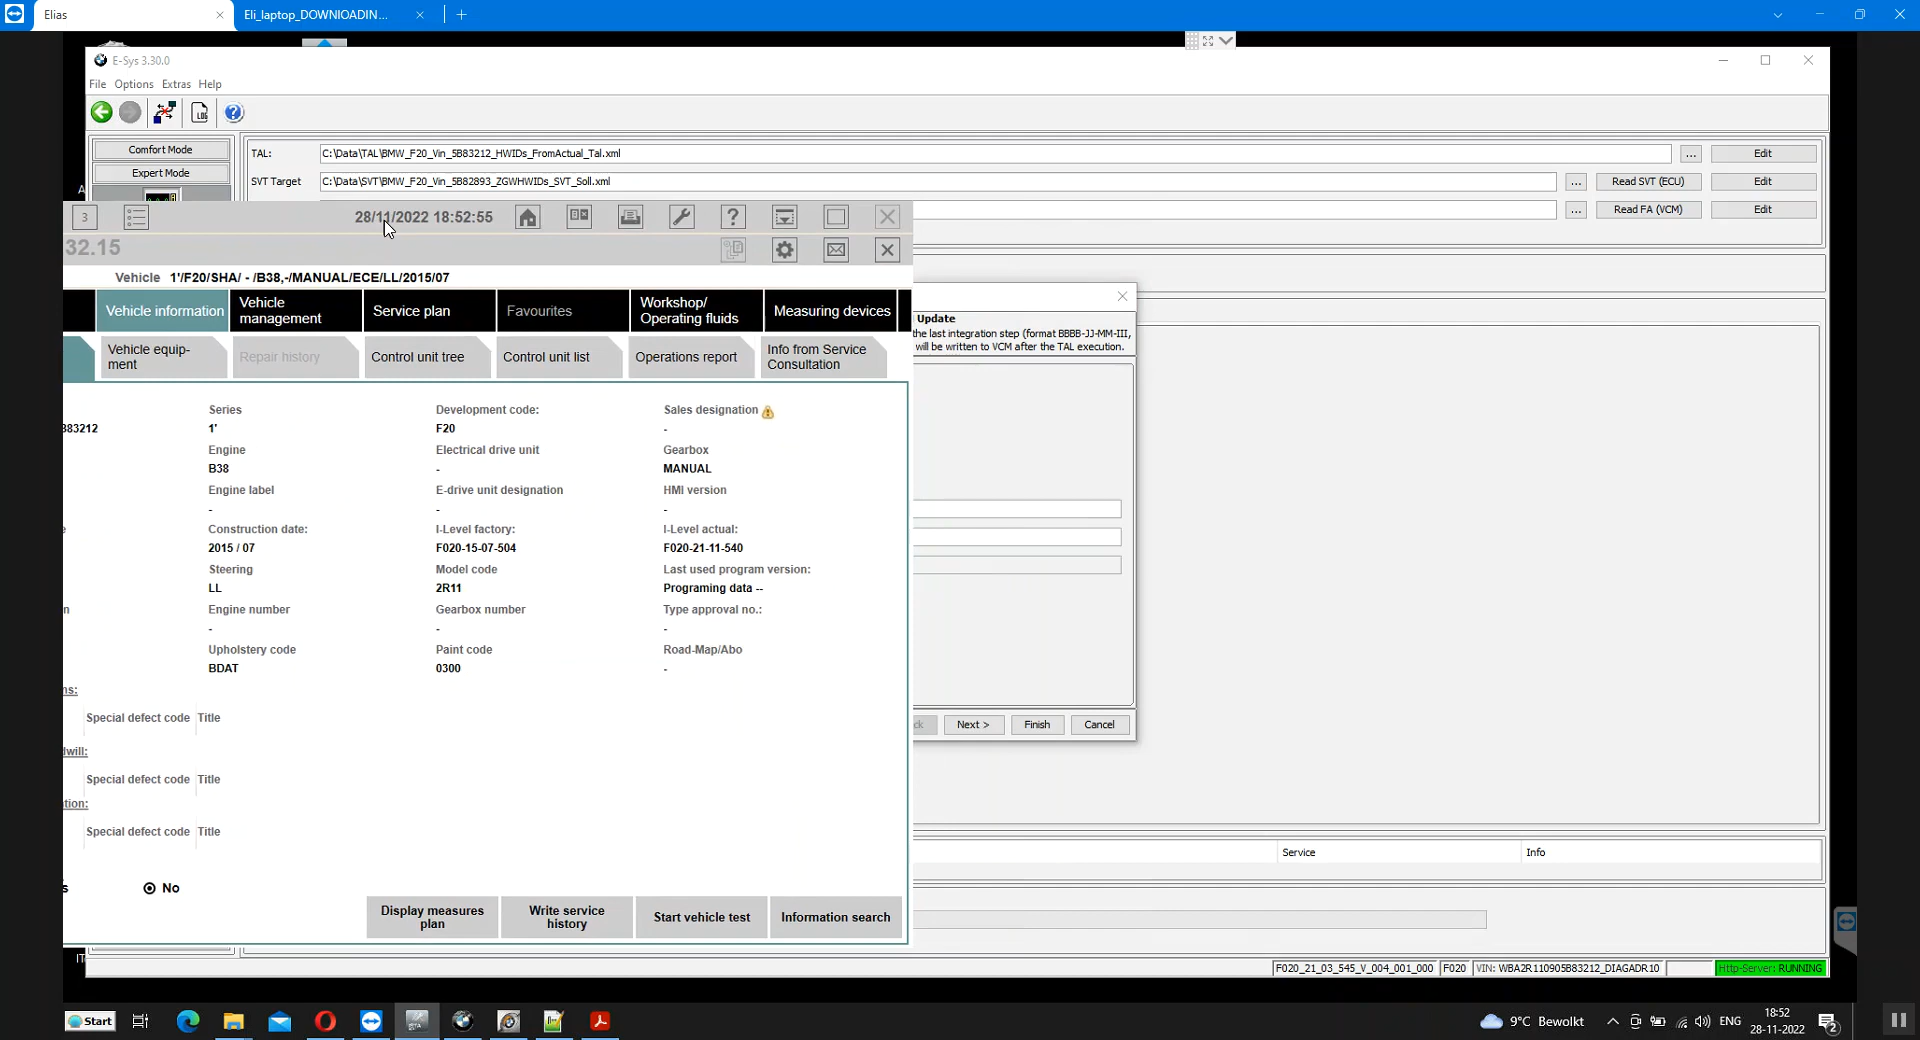 Elias
Eli_laptop_DOWNlOADIN...
E-Sys 3.30.0
File Options Extras Help
LOG
Comfort Mode
Expert Mode
TAL: C:\Data\TAL\BMW_F20_Vin_5B83212_HWIDs_FromActual_Tal.xml ... Edit
SVT Target C:\Data\SVT\BMW_F20_Vin_5B82893_ZGWHWIDs_SVT_Soll.xml ... Read SVT (ECU) Edit
... Read FA (VCM) Edit
3 28/11/2022 18:52:55
32.15
Vehicle 1'/F20/SHA/ - /B38,-/MANUAL/ECE/LL/2015/07
Vehicle information
Vehicle management
Service plan
Favourites
Workshop/ Operating fluids
Measuring devices
Vehicle equip-
ment
Repair history
Control unit tree
Control unit list
Operations report
Info from Service
Consultation
Update
the last integration step (format BBBB-JJ-MM-III,
will be written to VCM after the TAL execution.
Series Development code: Sales designation
B83212 1' F20 -
Engine Electrical drive unit Gearbox
B38 - MANUAL
Engine label E-drive unit designation HMI version
- - -
Construction date: I-Level factory: I-Level actual:
2015 / 07 F020-15-07-504 F020-21-11-540
Steering Model code Last used program version:
LL 2R11 Programing data --
Engine number Gearbox number Type approval no.:
- - -
Upholstery code Paint code Road-Map/Abo
BDAT 0300 -
Special defect code Title
Special defect code Title
Special defect code Title
No
Display measures
plan
Write service
history
Start vehicle test
Information search
Next > Finish Cancel
Service Info
F020_21_03_545_V_004_001_000 F020 VIN: WBA2R110905B83212_DIAGADR10 Http-Server: RUNNING
Start
9°C Bewolkt
ENG
18:52
28-11-2022
2